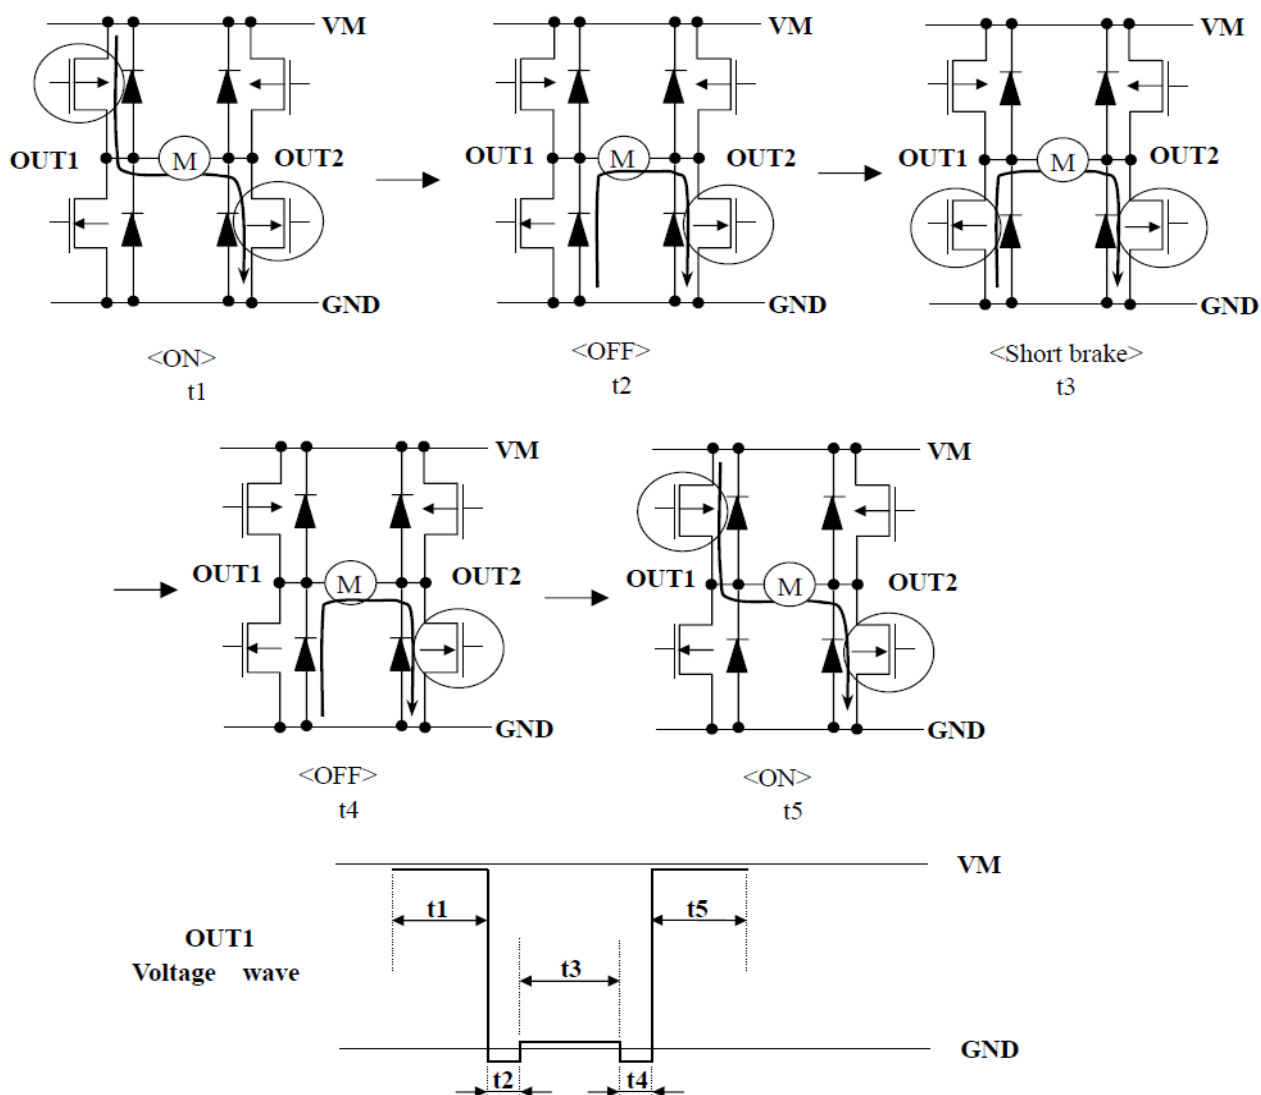 VM
VM
VM
OUT1
M
OUT2
OUT1
M
OUT2
OUT1
M
OUT2
GND
GND
GND
<ON>
t1
<OFF>
t2
<Short brake>
t3
VM
VM
OUT1
M
OUT2
OUT1
M
OUT2
GND
GND
<OFF>
t4
<ON>
t5
VM
t1
t5
OUT1
Voltage wave
t3
GND
t2
t4